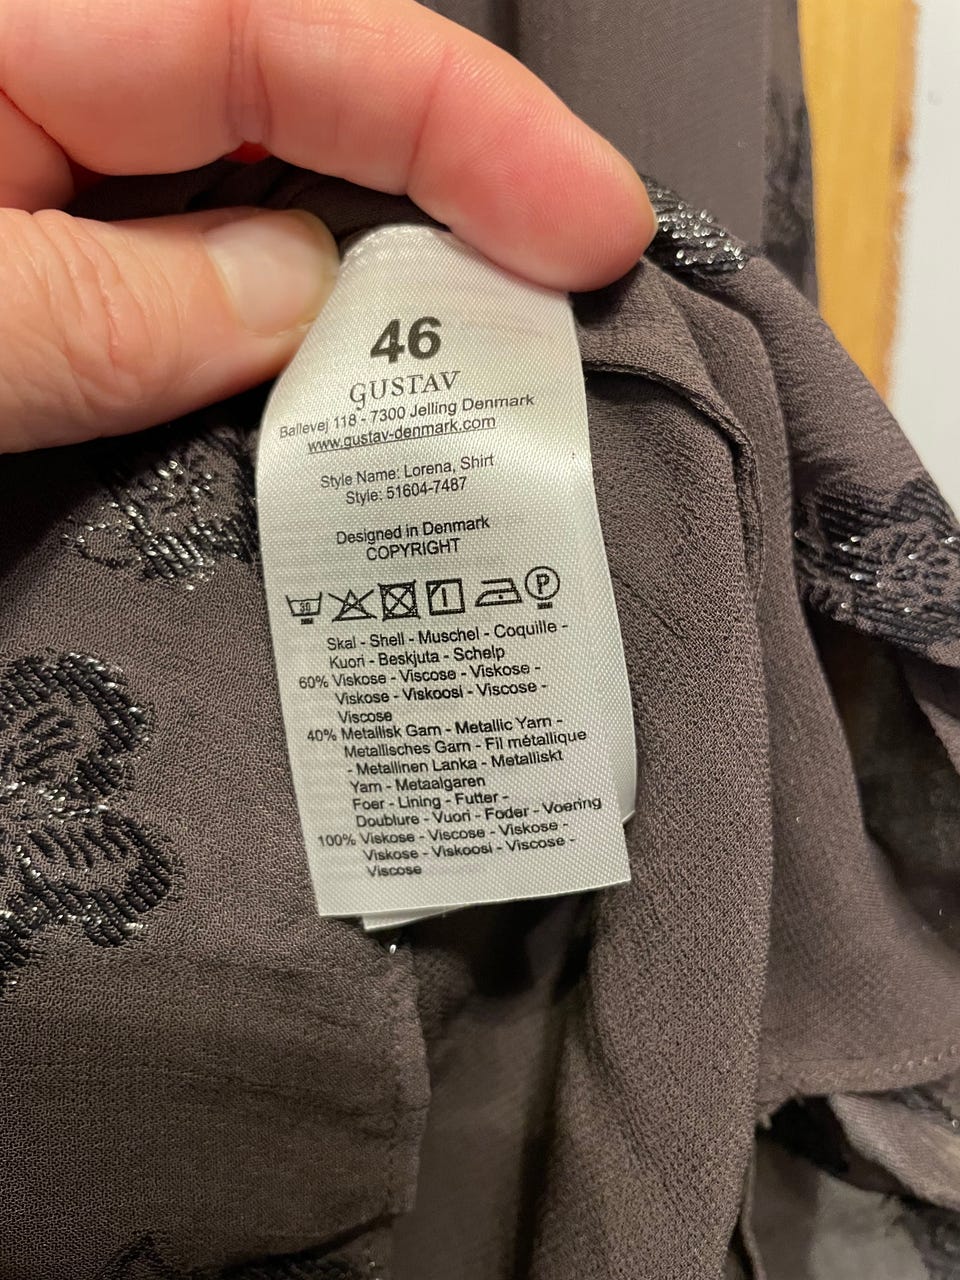 46
GUSTAV
Ballevej 118 - 7300 Jelling Denmark
www.gustav-denmark.com
Style Name: Lorena, Shirt
Style: 51604-7487
Designed in Denmark
COPYRIGHT
30 P
Skal - Shell - Muschel - Coquille -
Kuori - Beskjuta - Schelp
60% Viskose - Viscose - Viskose -
Viskose - Viskoosi - Viscose -
Viscose
40% Metallisk Garn - Metallic Yarn -
Metallisches Garn - Fil métallique
- Metallinen Lanka - Metalliskt
Yarn - Metaalgaren
Foer - Lining - Futter -
Doublure - Vuori - Foder - Voering
100% Viskose - Viscose - Viskose -
Viskose - Viskoosi - Viscose -
Viscose